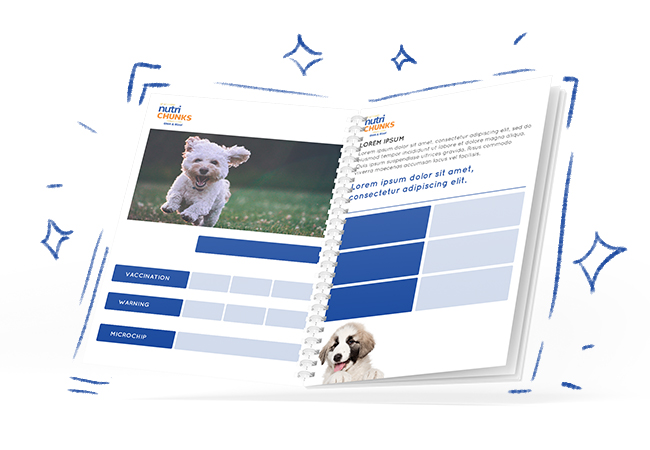 nutri
CHUNKS
VACCINATION
WARNING
MICROCHIP
nutri
CHUNKS
LOREM IPSUM
Lorem ipsum dolor sit amet, consectetur adipiscing elit, sed do
eiusmod tempor incididunt ut labore et dolore magna aliqua.
Quis ipsum suspendisse ultrices gravida. Risus commodo
viverra maecenas accumsan lacus vel facilisis.
Lorem ipsum dolor sit amet,
consectetur adipiscing elit.